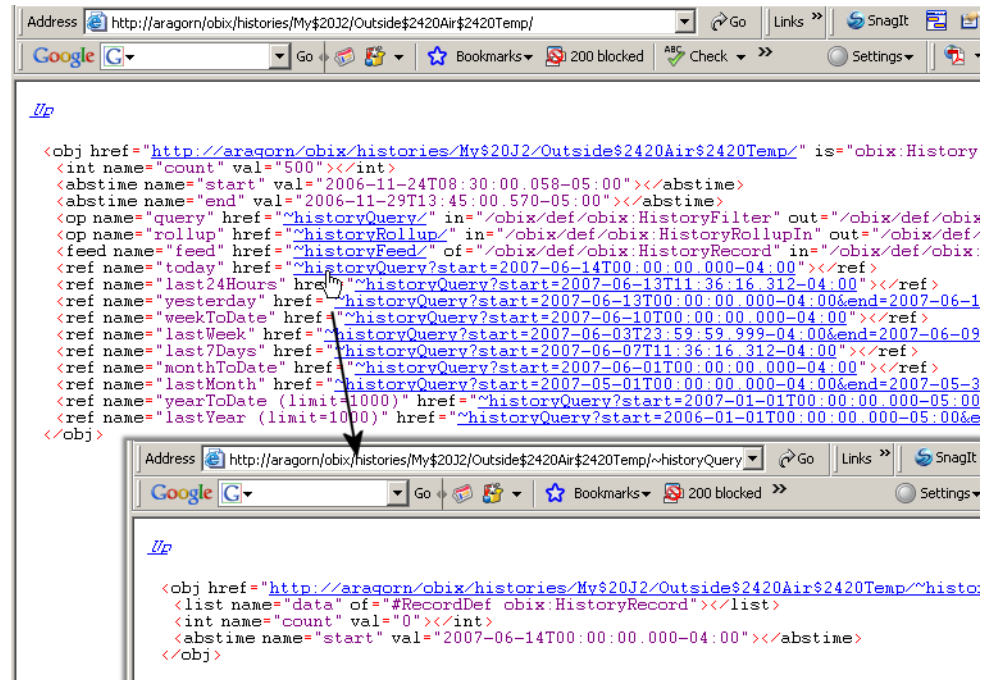 Address http://aragorn/obix/histories/My$20J2/Outside$2420Air$2420Temp/ Go Links » SnagIt
Google G Go Bookmarks 200 blocked ABC Check » Settings
Up
<obj href="http://aragorn/obix/histories/My$20J2/Outside$2420Air$2420Temp/" is="obix:History
<int name="count" val="500"></int>
<abstime name="start" val="2006-11-24T08:30:00.058-05:00"></abstime>
<abstime name="end" val="2006-11-29T13:45:00.570-05:00"></abstime>
<op name="query" href="~historyQuery/" in="/obix/def/obix:HistoryFilter" out="/obix/def/obix
<op name="rollup" href="~historyRollup/" in="/obix/def/obix:HistoryRollupIn" out="/obix/def/
<feed name="feed" href="~historyFeed/" of="/obix/def/obix:HistoryRecord" in="/obix/def/obix:
<ref name="today" href="~historyQuery?start=2007-06-14T00:00:00.000-04:00"></ref>
<ref name="last24Hours" href="~historyQuery?start=2007-06-13T11:36:16.312-04:00"></ref>
<ref name="yesterday" href="~historyQuery?start=2007-06-13T00:00:00.000-04:00&end=2007-06-1
<ref name="weekToDate" href="~historyQuery?start=2007-06-10T00:00:00.000-04:00"></ref>
<ref name="lastWeek" href="~historyQuery?start=2007-06-03T23:59:59.999-04:00&end=2007-06-09
<ref name="last7Days" href="~historyQuery?start=2007-06-07T11:36:16.312-04:00"></ref>
<ref name="monthToDate" href="~historyQuery?start=2007-06-01T00:00:00.000-04:00"></ref>
<ref name="lastMonth" href="~historyQuery?start=2007-05-01T00:00:00.000-04:00&end=2007-05-3
<ref name="yearToDate (limit=1000)" href="~historyQuery?start=2007-01-01T00:00:00.000-05:00
<ref name="lastYear (limit=1000)" href="~historyQuery?start=2006-01-01T00:00:00.000-05:00&e
</obj>
Address http://aragorn/obix/histories/My$20J2/Outside$2420Air$2420Temp/~historyQuery Go Links » SnagIt
Google G Go Bookmarks 200 blocked » Settings
Up
<obj href="http://aragorn/obix/histories/My$20J2/Outside$2420Air$2420Temp/~histo
<list name="data" of="#RecordDef obix:HistoryRecord"></list>
<int name="count" val="0"></int>
<abstime name="start" val="2007-06-14T00:00:00.000-04:00"></abstime>
</obj>